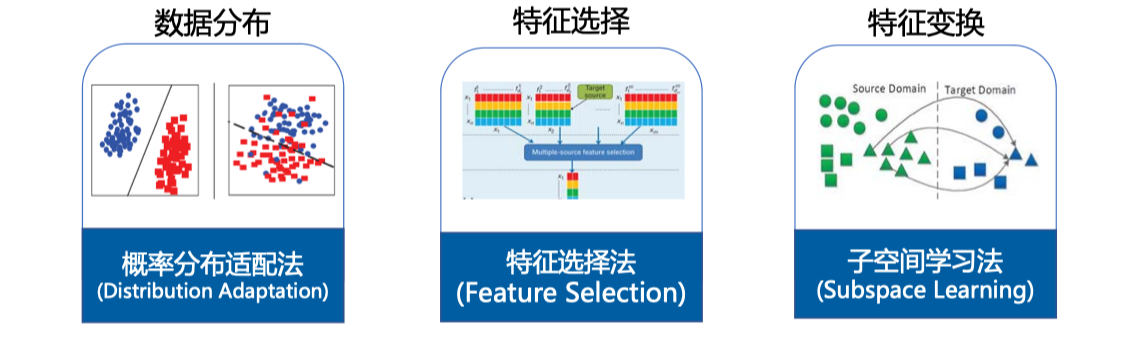 数据分布
特征选择
特征变换
Target
source
Multiple-source feature selection
Source Domain
Target Domain
概率分布适配法
(Distribution Adaptation)
特征选择法
(Feature Selection)
子空间学习法
(Subspace Learning)